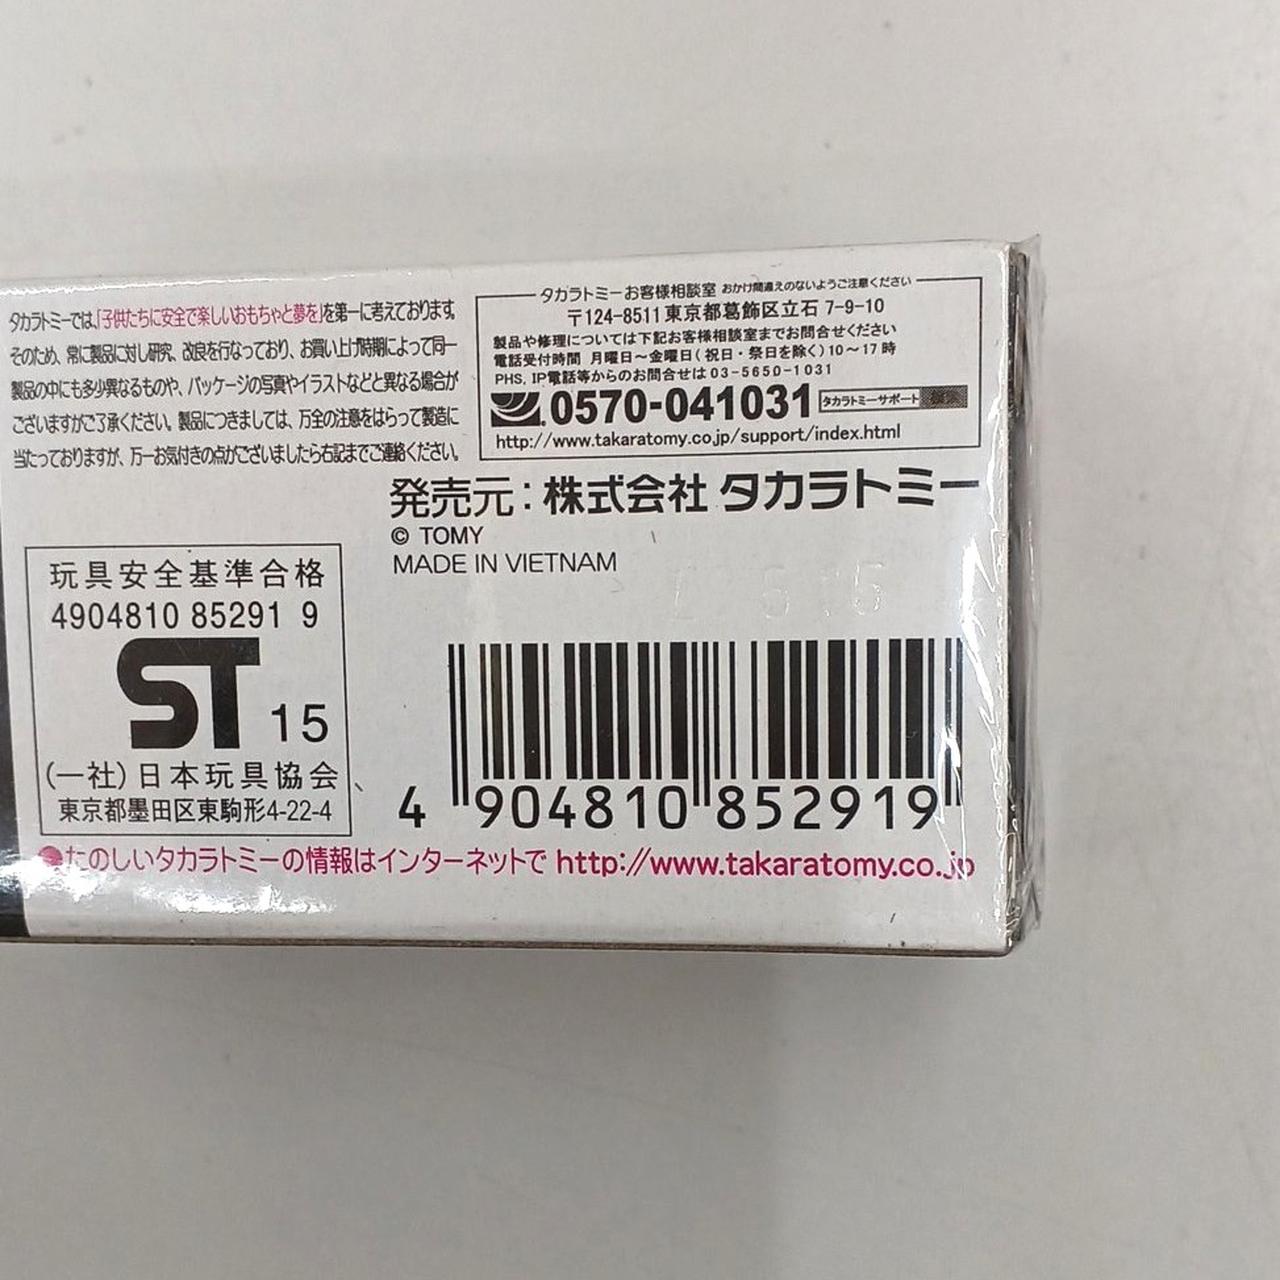 タカラトミーでは、「子供たちに安全で楽しいおもちゃと夢を」を第一に考えております。
そのため、常に製品に対し研究、改良を行なっており、お買い上げ時期によって同一
製品の中にも多少異なるものや、パッケージの写真やイラストなどと異なる場合が
ございますがご了承ください。製品につきましては、万全の注意をはらって製造に
当たっておりますが、万一お気付きの点がございましたら右記までご連絡ください。
タカラトミーお客様相談室 おかけ間違えのないようご注意ください
〒124-8511 東京都葛飾区立石 7-9-10
製品や修理については下記お客様相談室までお問合せください
電話受付時間 月曜日～金曜日(祝日・祭日を除く)10～17時
PHS、IP電話等からのお問合せは 03-5650-1031
0570-041031 タカラトミーサポート
http://www.takaratomy.co.jp/support/index.html
発売元:株式会社 タカラトミー
© TOMY
MADE IN VIETNAM
玩具安全基準合格
4904810 85291 9
ST 15
(一社)日本玩具協会
東京都墨田区東駒形4-22-4
4 904810 852919
たのしいタカラトミーの情報はインターネットで http://www.takaratomy.co.jp